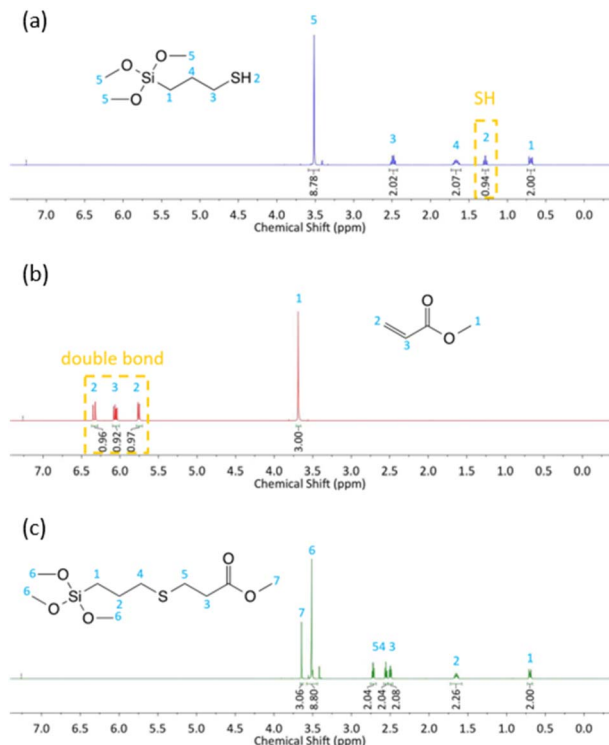 (a)
5
O 5
Si 4 SH 2
O
5
O 1 3
5
SH
3 4 2 1
8.78 2.02 2.07 0.94 2.00
7.0 6.5 6.0 5.5 5.0 4.5 4.0 3.5 3.0 2.5 2.0 1.5 1.0 0.5 0.0
Chemical Shift (ppm)
(b)
1
O
2 O 1
3
double bond
2 3 2
0.96 0.92 0.97 3.00
7.0 6.5 6.0 5.5 5.0 4.5 4.0 3.5 3.0 2.5 2.0 1.5 1.0 0.5 0.0
Chemical Shift (ppm)
(c)
6
6 O 1 4 5 O
Si S O 7
6 O 2 3
O 6
7
54 3 2 1
3.06 8.80 2.04 2.04 2.08 2.26 2.00
7.0 6.5 6.0 5.5 5.0 4.5 4.0 3.5 3.0 2.5 2.0 1.5 1.0 0.5 0.0
Chemical Shift (ppm)